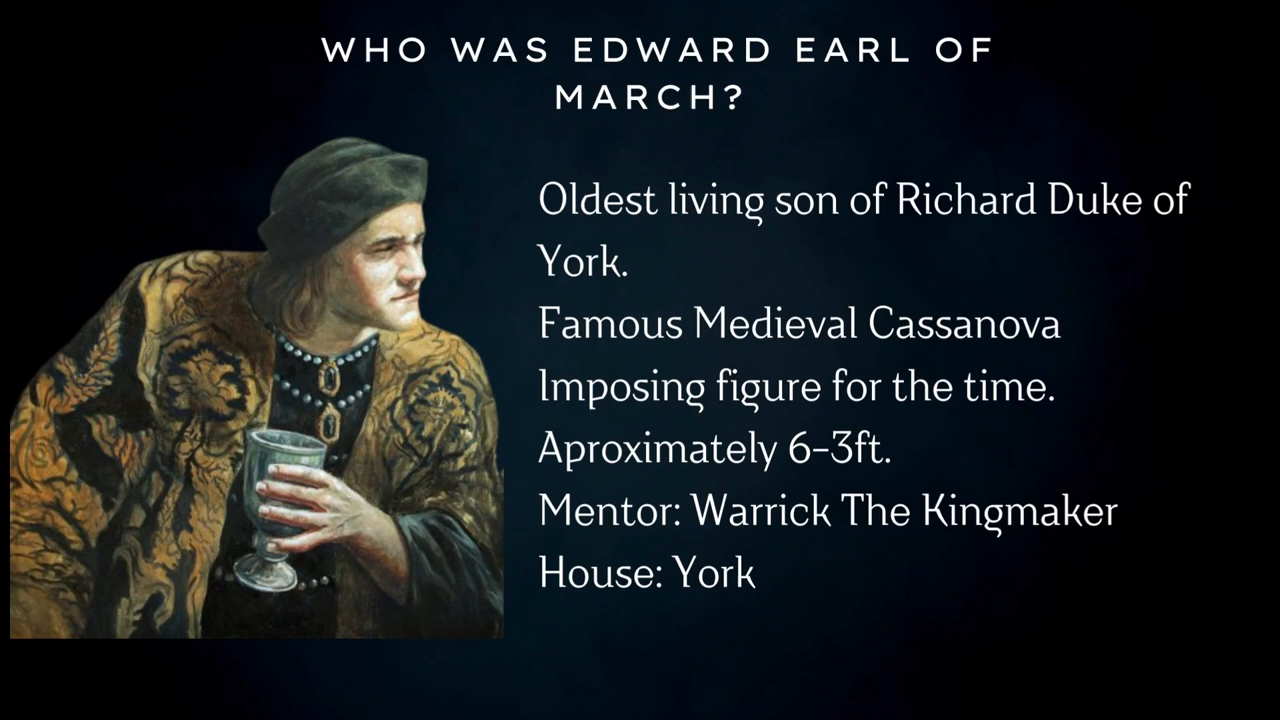 WHO WAS EDWARD EARL OF
MARCH?
Oldest living son of Richard Duke of
York.
Famous Medieval Cassanova
Imposing figure for the time.
Aproximately 6-3ft.
Mentor: Warrick The Kingmaker
House: York